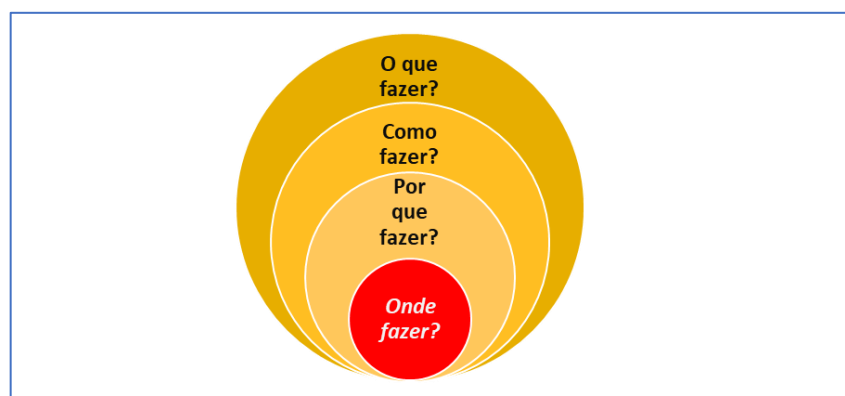 O que
fazer?
Como
fazer?
Por
que
fazer?
Onde
fazer?